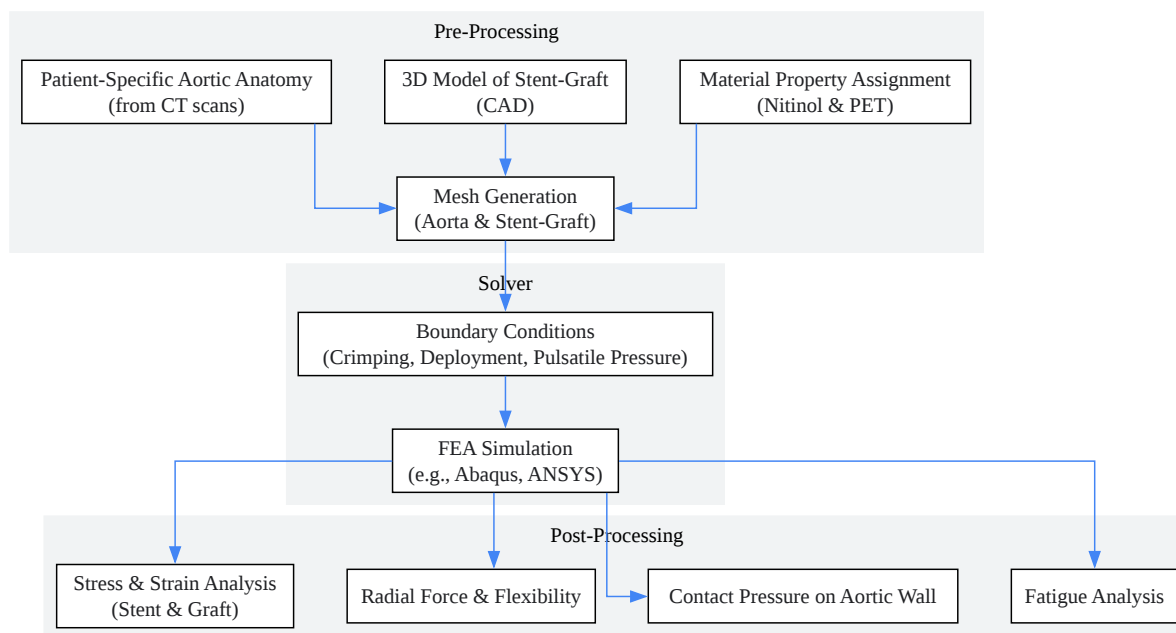 Pre-Processing
Patient-Specific Aortic Anatomy
(from CT scans)
3D Model of Stent-Graft
(CAD)
Material Property Assignment
(Nitinol & PET)
Mesh Generation
(Aorta & Stent-Graft)
Solver
Boundary Conditions
(Crimping, Deployment, Pulsatile Pressure)
FEA Simulation
(e.g., Abaqus, ANSYS)
Post-Processing
Stress & Strain Analysis
(Stent & Graft)
Radial Force & Flexibility
Contact Pressure on Aortic Wall
Fatigue Analysis